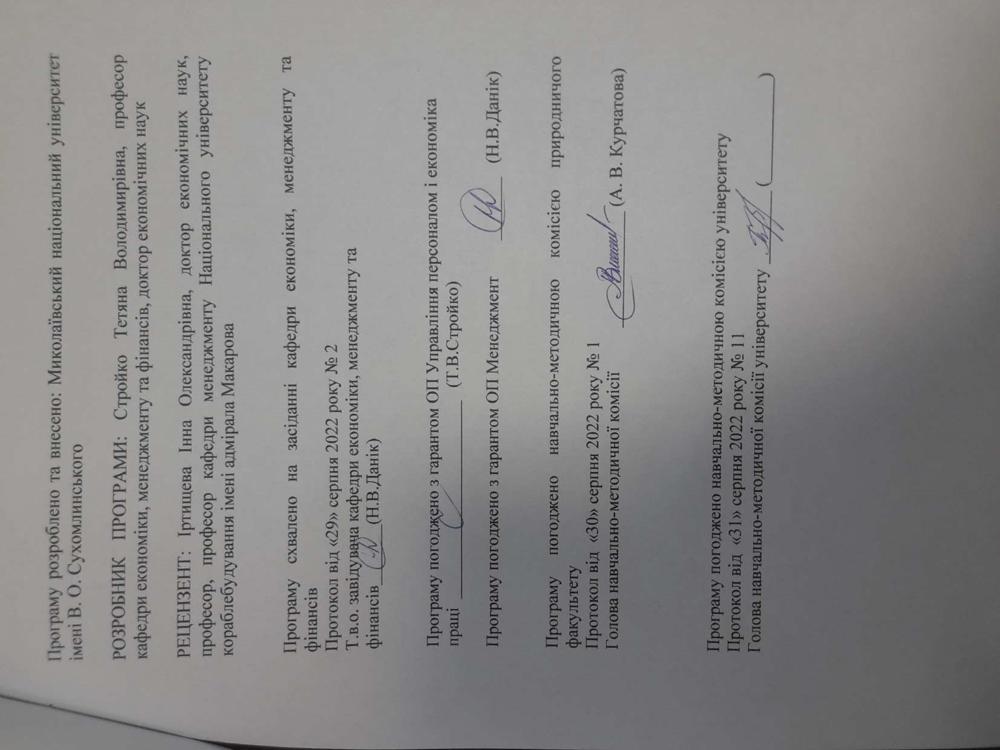 Програму розроблено та внесено: Миколаївський національний університет
імені В. О. Сухомлинського
РОЗРОБНИК ПРОГРАМИ: Стройко Тетяна Володимирівна, професор
кафедри економіки, менеджменту та фінансів, доктор економічних наук
РЕЦЕНЗЕНТ: Іртищева Інна Олександрівна, доктор економічних наук,
професор, професор кафедри менеджменту Національного університету
кораблебудування імені адмірала Макарова
Програму схвалено на засіданні кафедри економіки, менеджменту та
фінансів
Протокол від «29» серпня 2022 року № 2
Т.в.о. завідувача кафедри економіки, менеджменту та
фінансів (Н.В.Данік)
Програму погоджено з гарантом ОП Управління персоналом і економіка
праці (Т.В.Стройко)
Програму погоджено з гарантом ОП Менеджмент (Н.В.Данік)
Програму погоджено навчально-методичною комісією природничого
факультету
Протокол від «30» серпня 2022 року № 1
Голова навчально-методичної комісії (А. В. Курчатова)
Програму погоджено навчально-методичною комісією університету
Протокол від «31» серпня 2022 року № 11
Голова навчально-методичної комісії університету ( )